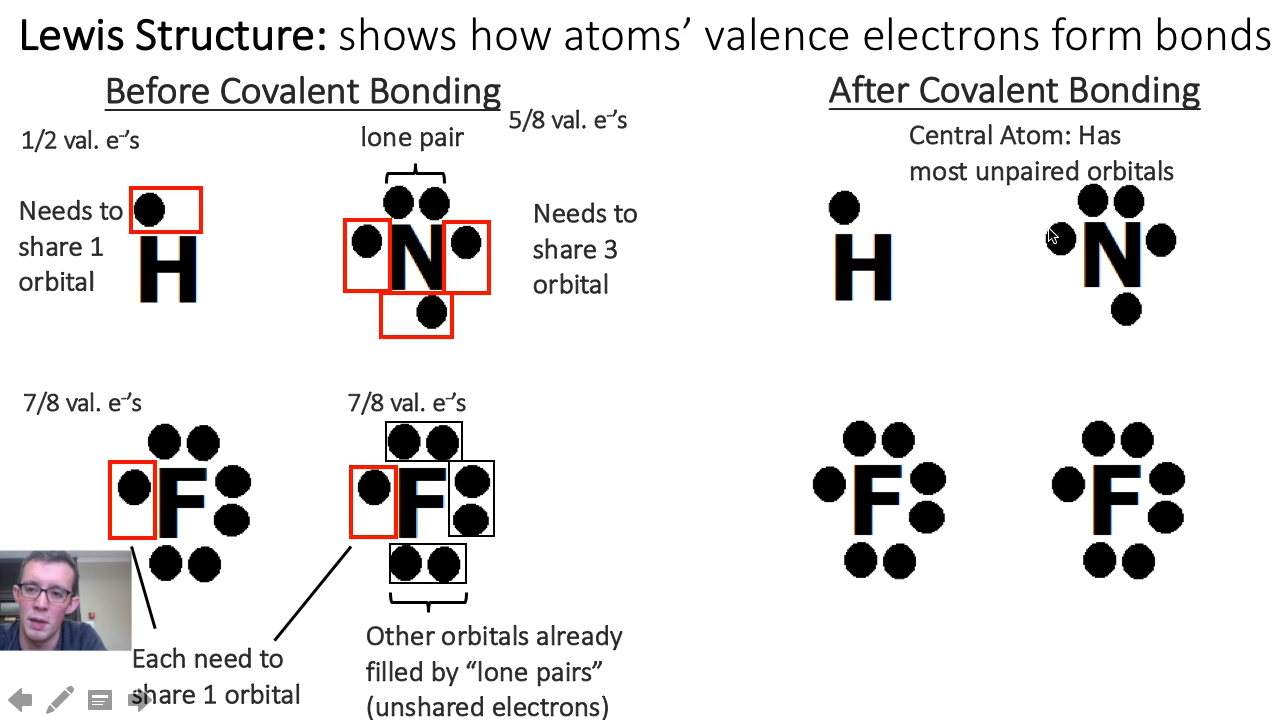 Lewis Structure: shows how atoms’ valence electrons form bonds
Before Covalent Bonding
1/2 val. e⁻’s
lone pair
5/8 val. e⁻’s
Needs to
share 1
orbital
H
N
Needs to
share 3
orbital
7/8 val. e⁻’s
7/8 val. e⁻’s
F
F
Each need to
share 1 orbital
Other orbitals already
filled by “lone pairs”
(unshared electrons)
After Covalent Bonding
Central Atom: Has
most unpaired orbitals
H
N
F
F